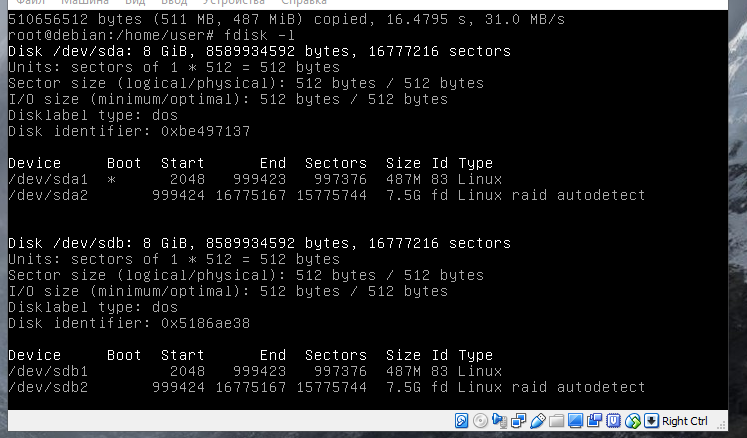 Файл Машина Вид Ввод Устройства Справка
510656512 bytes (511 MB, 487 MiB) copied, 16.4795 s, 31.0 MB/s
root@debian:/home/user# fdisk -l
Disk /dev/sda: 8 GiB, 8589934592 bytes, 16777216 sectors
Units: sectors of 1 * 512 = 512 bytes
Sector size (logical/physical): 512 bytes / 512 bytes
I/O size (minimum/optimal): 512 bytes / 512 bytes
Disklabel type: dos
Disk identifier: 0xbe497137
Device Boot Start End Sectors Size Id Type
/dev/sda1 * 2048 999423 997376 487M 83 Linux
/dev/sda2 999424 16775167 15775744 7.5G fd Linux raid autodetect
Disk /dev/sdb: 8 GiB, 8589934592 bytes, 16777216 sectors
Units: sectors of 1 * 512 = 512 bytes
Sector size (logical/physical): 512 bytes / 512 bytes
I/O size (minimum/optimal): 512 bytes / 512 bytes
Disklabel type: dos
Disk identifier: 0x5186ae38
Device Boot Start End Sectors Size Id Type
/dev/sdb1 2048 999423 997376 487M 83 Linux
/dev/sdb2 999424 16775167 15775744 7.5G fd Linux raid autodetect
Right Ctrl